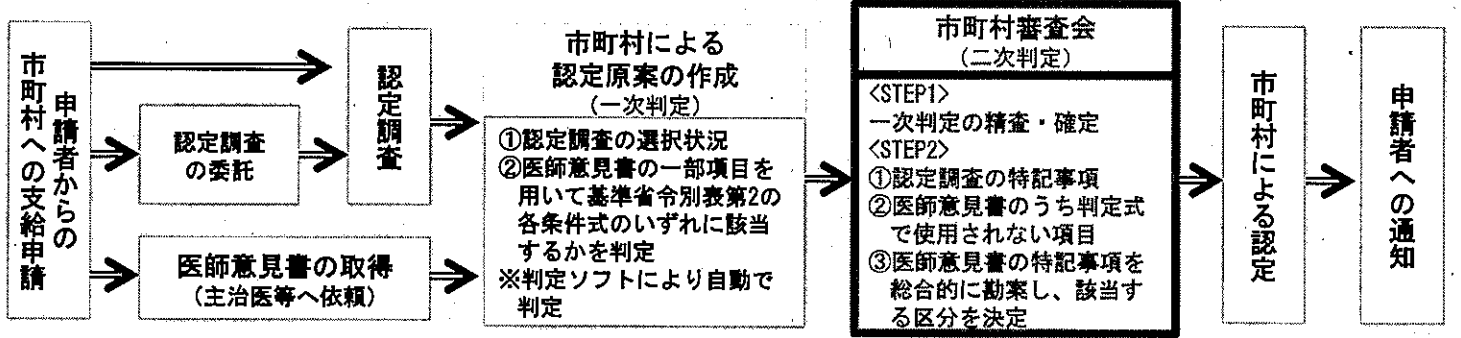 申請者からの
市町村への支給申請
認定調査
の委託
医師意見書の取得
(主治医等へ依頼)
認定調査
市町村による
認定原案の作成
(一次判定)
①認定調査の選択状況
②医師意見書の一部項目を
用いて基準省令別表第2の
各条件式のいずれに該当
するかを判定
※判定ソフトにより自動で
判定
市町村審査会
(二次判定)
<STEP1>
一次判定の精査・確定
<STEP2>
①認定調査の特記事項
②医師意見書のうち判定式
で使用されない項目
③医師意見書の特記事項を
総合的に勘案し、該当す
る区分を決定
市町村による認定
申請者への通知